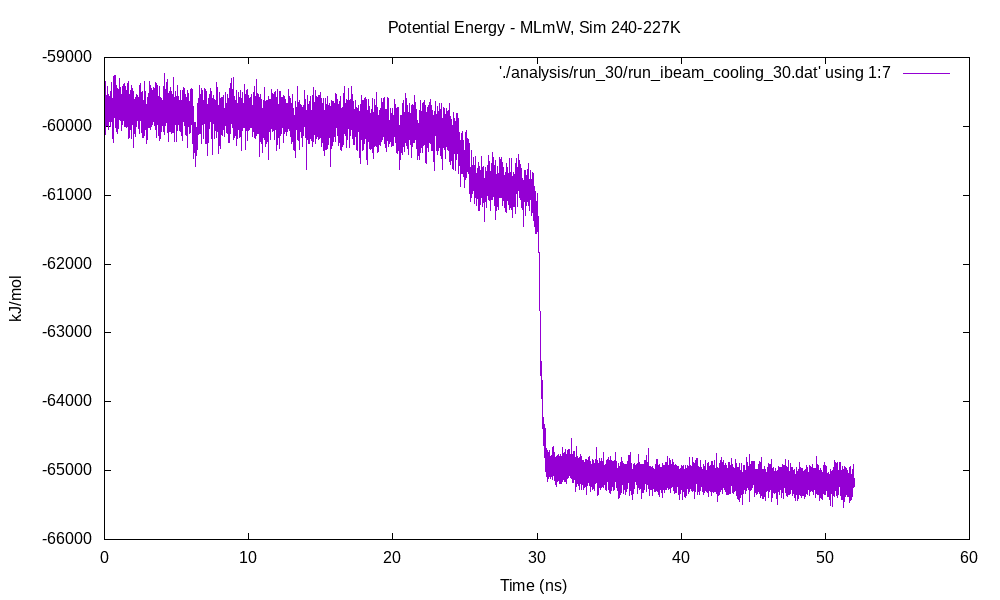 Potential Energy - MLmW, Sim 240-227K
'./analysis/run_30/run_ibeam_cooling_30.dat' using 1:7
-59000
-60000
-61000
-62000
-63000
-64000
-65000
-66000
kJ/mol
0 10 20 30 40 50 60
Time (ns)